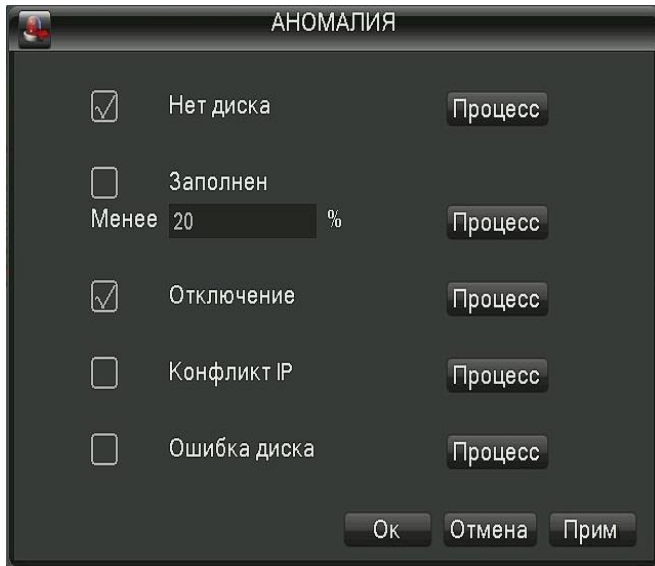 АНОМАЛИЯ
Нет диска Процесс
Заполнен
Менее 20 % Процесс
Отключение Процесс
Конфликт IP Процесс
Ошибка диска Процесс
Ок Отмена Прим